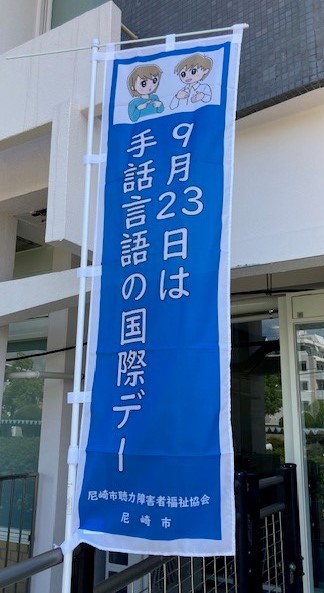 9月23日は
手話言語の国際デー
尼崎市聴力障害者福祉協会
尼崎市